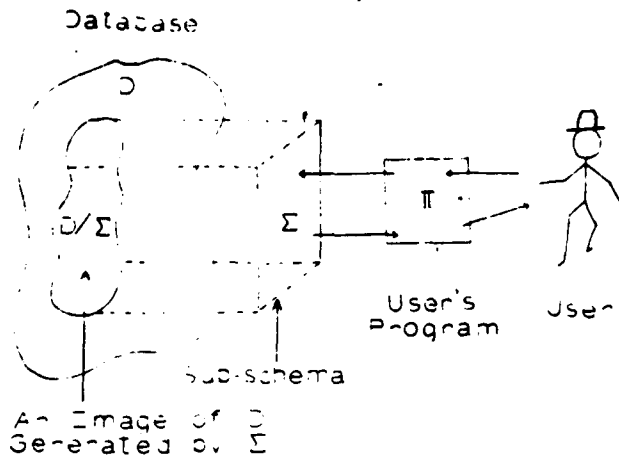 Database
D
D/Σ
Σ
Π
User's
Program
User
Sub-schema
An Image of D
Generated by Σ